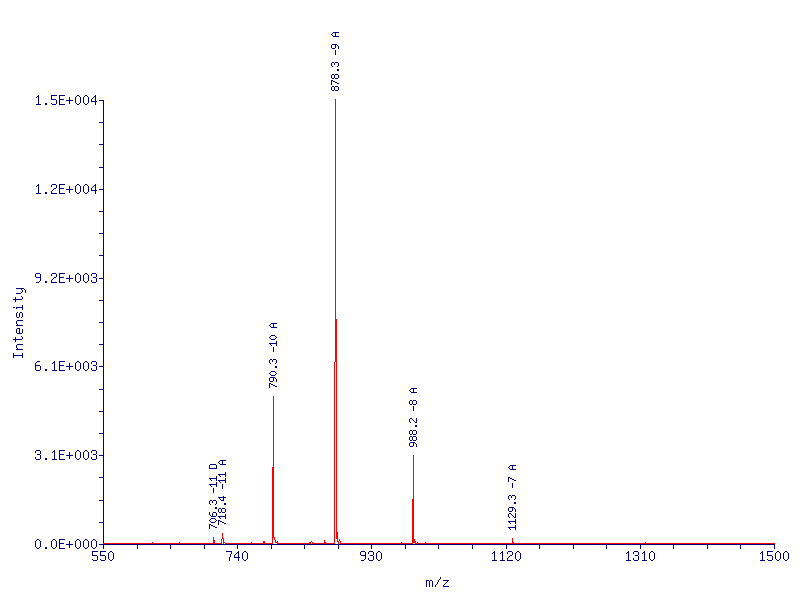 878.3 -9 A
1.5E+004
1.2E+004
9.2E+003
790.3 -10 A
6.1E+003
988.2 -8 A
3.1E+003
706.3 -11 D
718.4 -11 A
1129.3 -7 A
0.0E+000
Intensity
550 740 930 1120 1310 1500
m/z